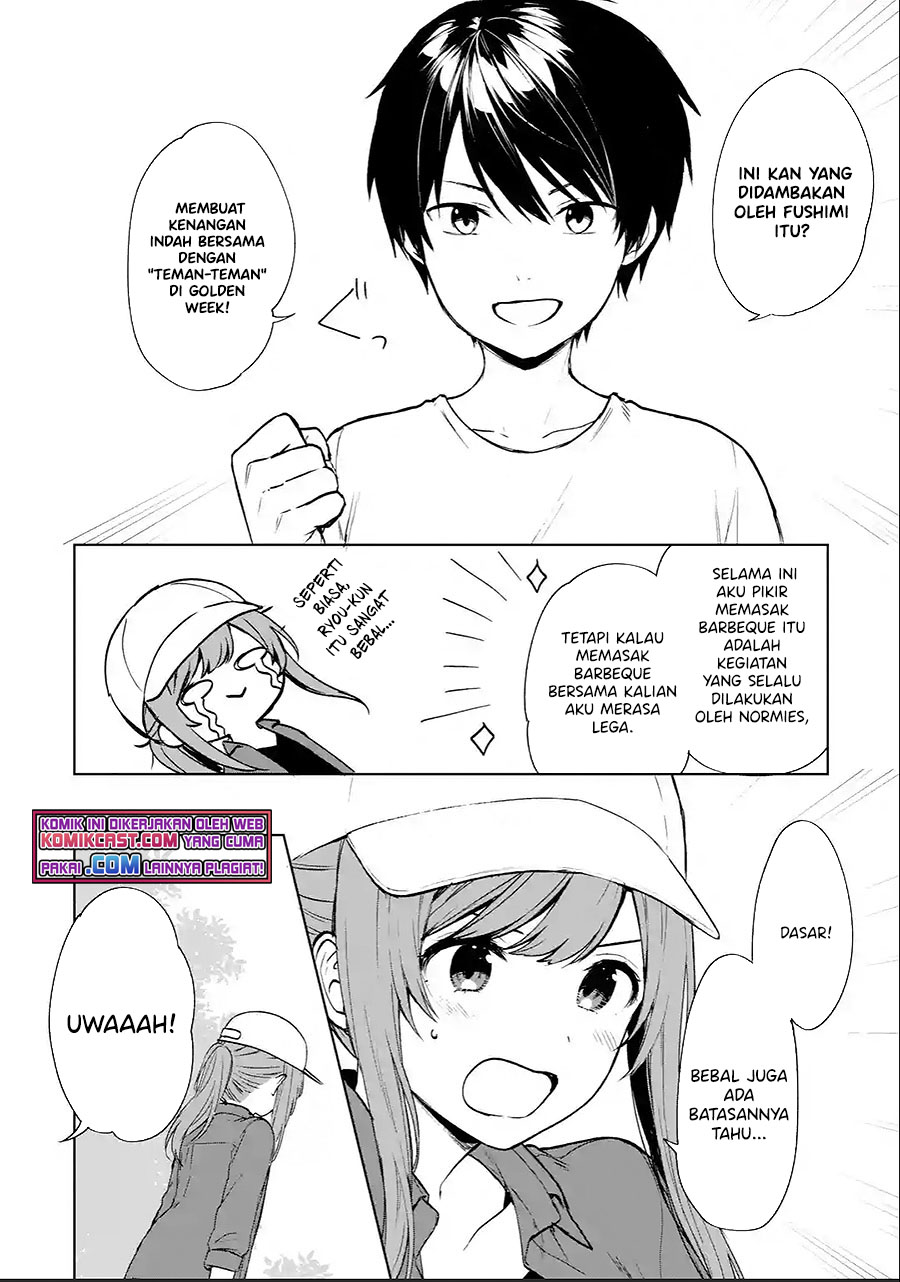 INI KAN YANG
DIDAMBAKAN
OLEH FUSHIMI
ITU?
MEMBUAT
KENANGAN
INDAH BERSAMA
DENGAN
"TEMAN-TEMAN"
DI GOLDEN
WEEK!
SELAMA INI
AKU PIKIR
MEMASAK
BARBEQUE ITU
ADALAH
KEGIATAN
YANG SELALU
DILAKUKAN
OLEH NORMIES,
TETAPI KALAU
MEMASAK
BARBEQUE
BERSAMA KALIAN
AKU MERASA
LEGA.
SEPERTI
BIASA,
RYOU-KUN
ITU SANGAT
BEBAL...
DASAR!
BEBAL JUGA
ADA
BATASANNYA
TAHU...
KOMIK INI DIKERJAKAN OLEH WEB
KOMIKCAST.COM YANG CUMA
PAKAI .COM LAINNYA PLAGIAT!
UWAAAH!